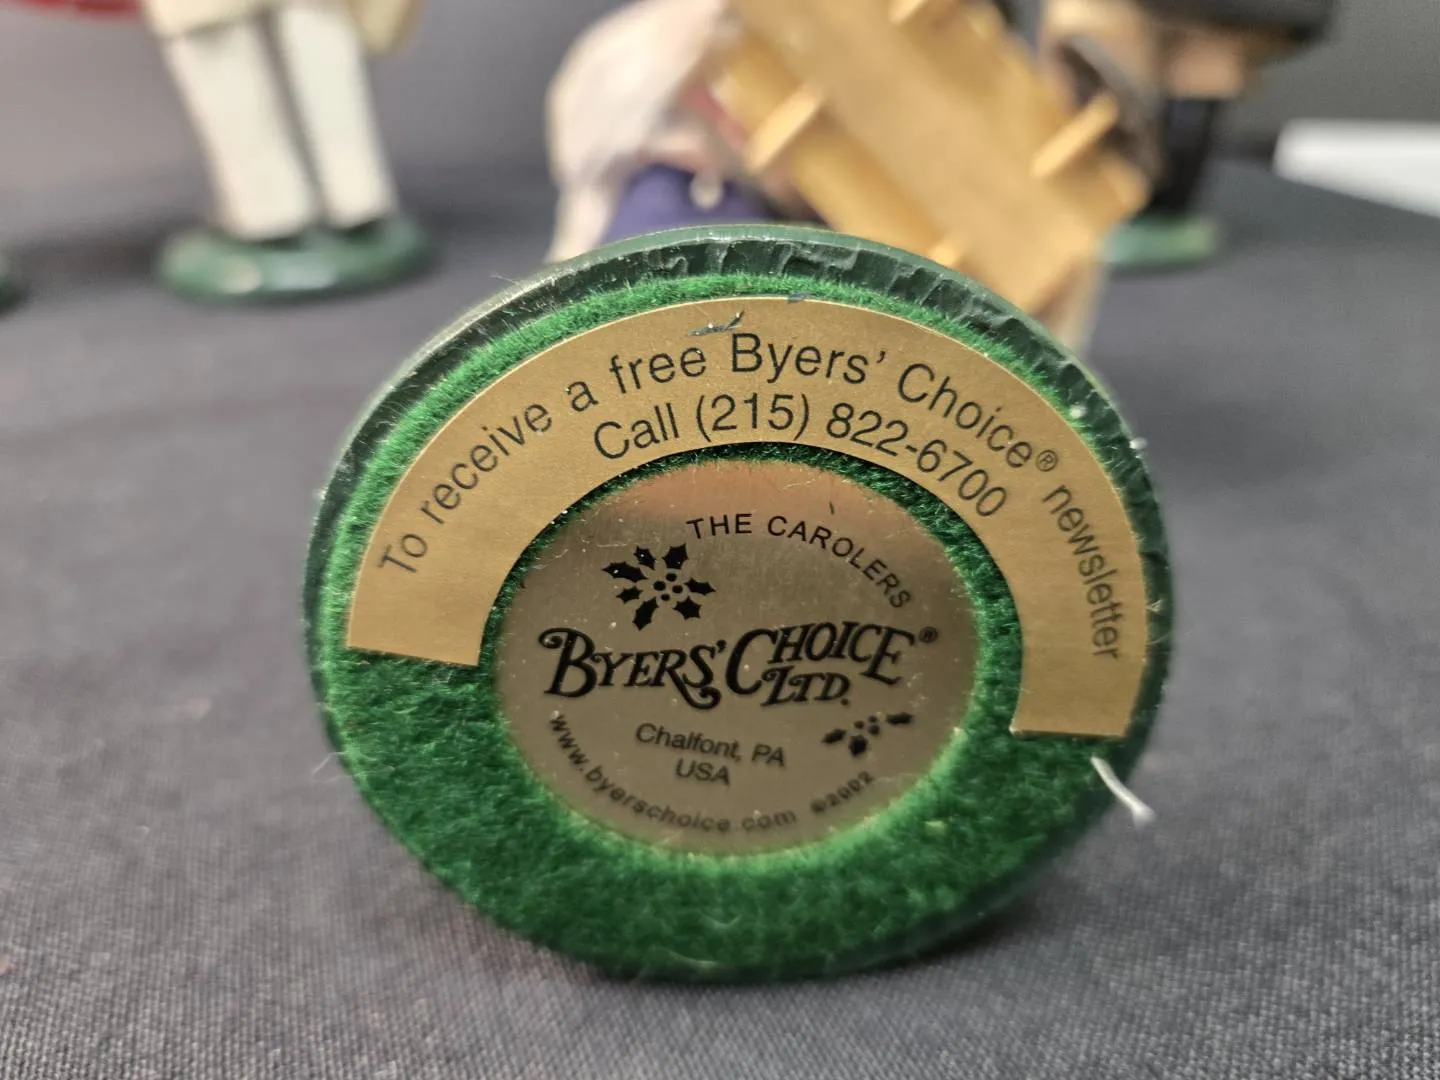 To receive a free Byers' Choice® newsletter
Call (215) 822-6700
THE CAROLERS
BYERS' CHOICE®
LTD.
Chalfont, PA
USA
www.byerschoice.com ©2002